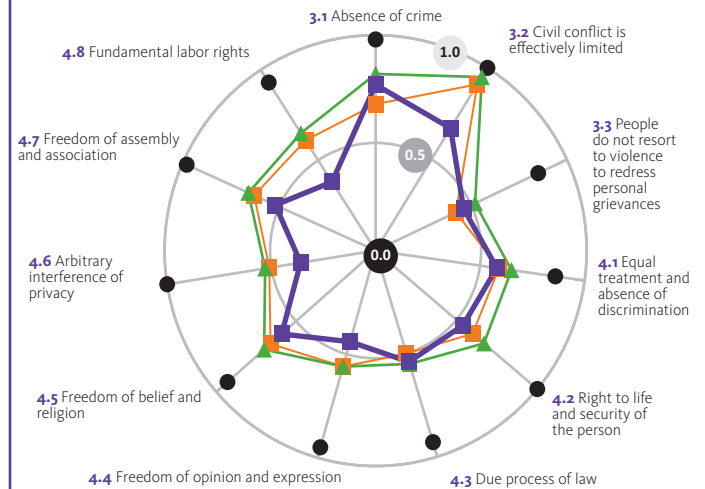 3.1 Absence of crime
1.0
3.2 Civil conflict is
effectively limited
4.8 Fundamental labor rights
3.3 People
do not resort
to violence
to redress
personal
grievances
0.5
4.7 Freedom of assembly
and association
0.0
4.6 Arbitrary
interference of
privacy
4.1 Equal
treatment and
absence of
discrimination
4.5 Freedom of belief and
religion
4.2 Right to life
and security of
the person
4.4 Freedom of opinion and expression
4.3 Due process of law